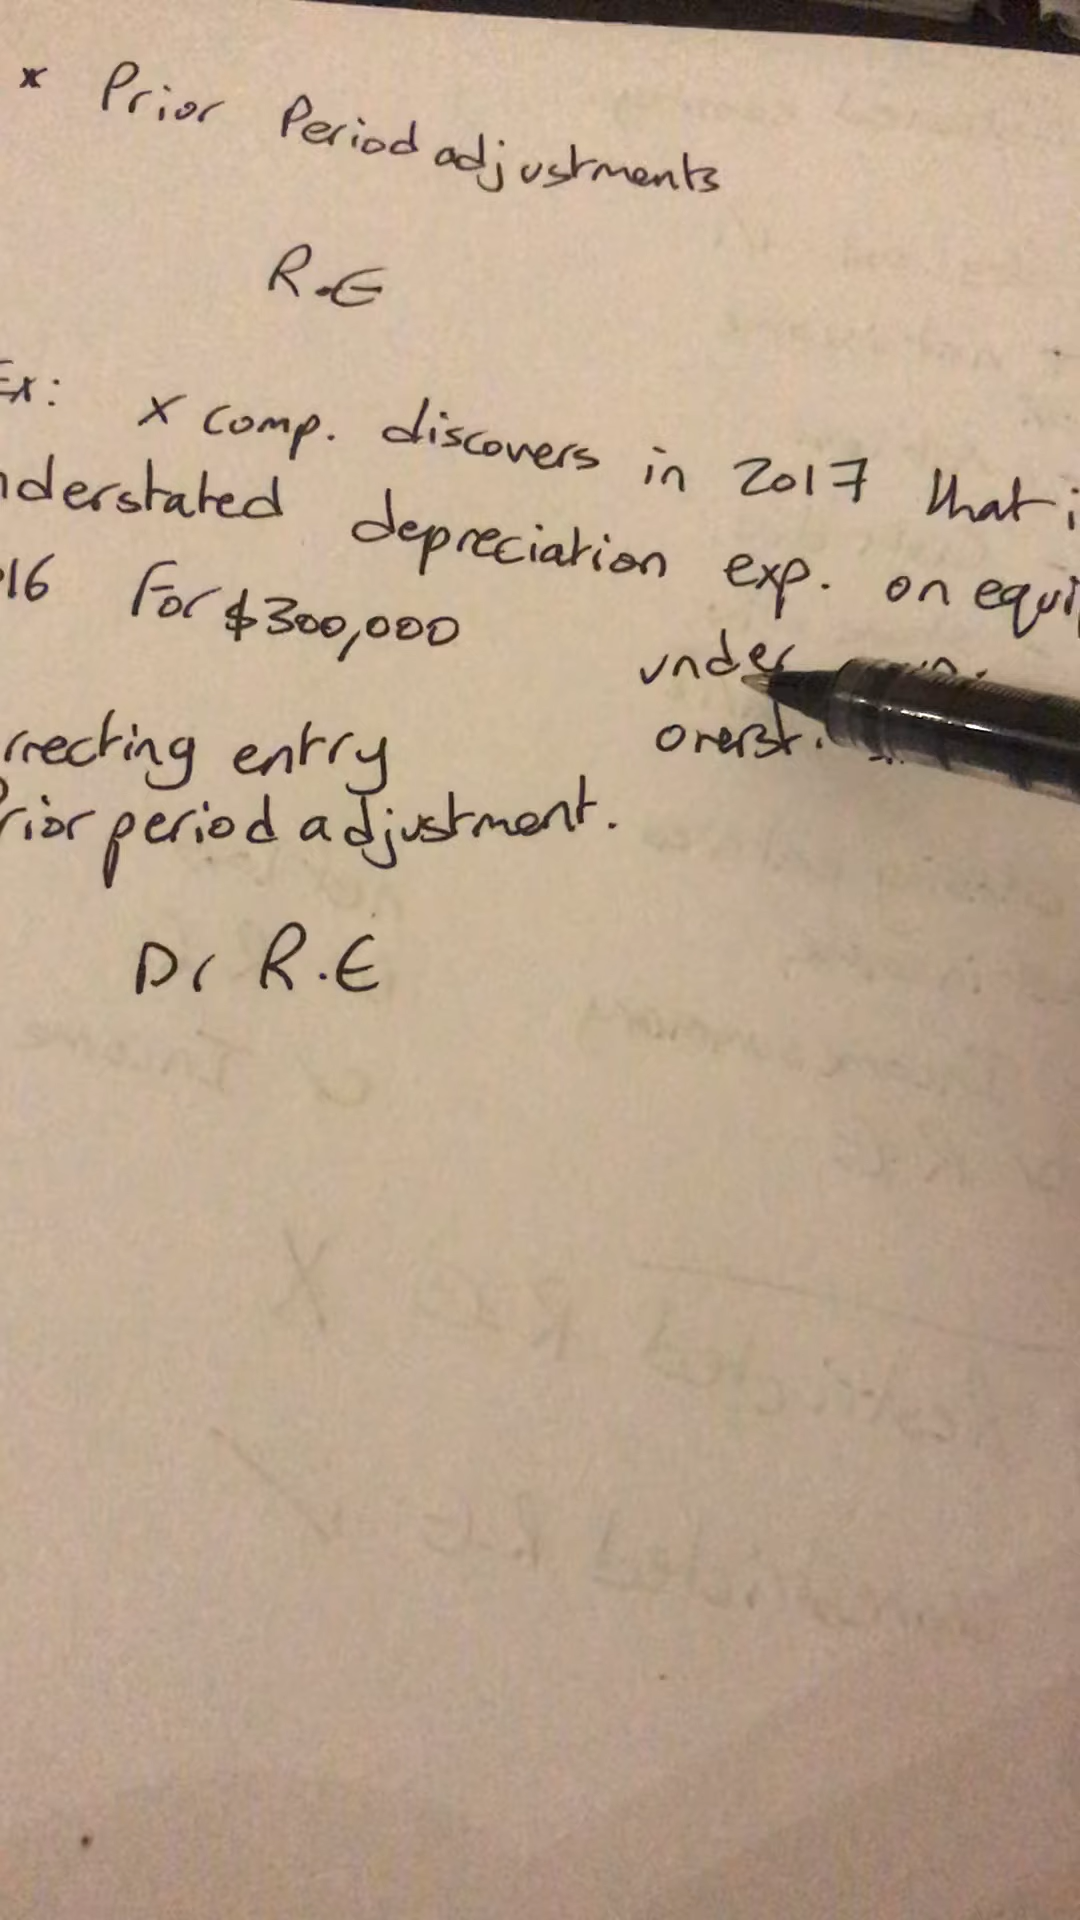 * Prior Period adjustments
R.E
Ex: X comp. discovers in 2017 that i
nderstated depreciation exp. on equi
16 For $300,000
under
overst.
rrecting entry
rior period adjustment.
Dr R.E